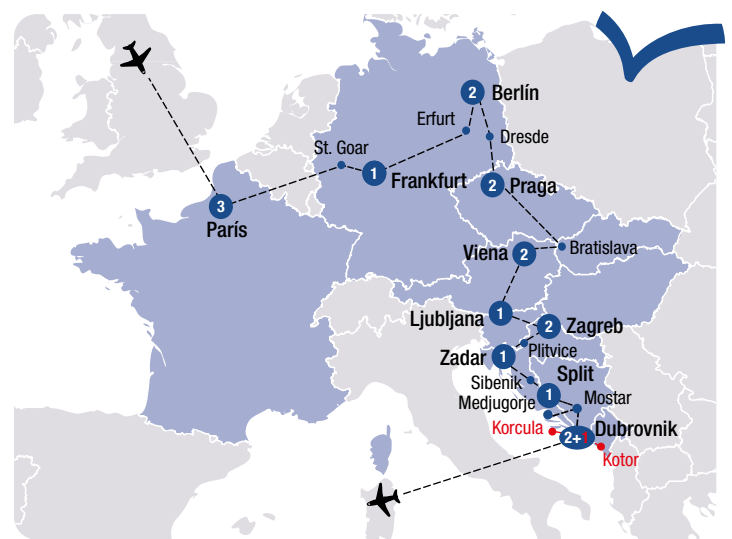 2 Berlín
Erfurt
Dresde
St. Goar
1 Frankfurt
2 Praga
3
París
Bratislava
Viena 2
Ljubljana 1
2 Zagreb
Plitvice
Zadar 1
Split
Sibenik
1
Mostar
Medjugorje
Korcula
2+1 Dubrovnik
Kotor